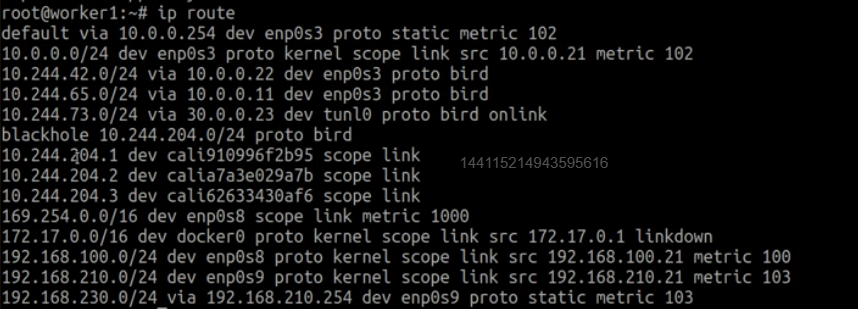 root@worker1:~# ip route
default via 10.0.0.254 dev enp0s3 proto static metric 102
10.0.0.0/24 dev enp0s3 proto kernel scope link src 10.0.0.21 metric 102
10.244.42.0/24 via 10.0.0.22 dev enp0s3 proto bird
10.244.65.0/24 via 10.0.0.11 dev enp0s3 proto bird
10.244.73.0/24 via 30.0.0.23 dev tunl0 proto bird onlink
blackhole 10.244.204.0/24 proto bird
10.244.204.1 dev cali910996f2b95 scope link
144115214943595616
10.244.204.2 dev calia7a3e029a7b scope link
10.244.204.3 dev cali62633430af6 scope link
169.254.0.0/16 dev enp0s8 scope link metric 1000
172.17.0.0/16 dev docker0 proto kernel scope link src 172.17.0.1 linkdown
192.168.100.0/24 dev enp0s8 proto kernel scope link src 192.168.100.21 metric 100
192.168.210.0/24 dev enp0s9 proto kernel scope link src 192.168.210.21 metric 103
192.168.230.0/24 via 192.168.210.254 dev enp0s9 proto static metric 103